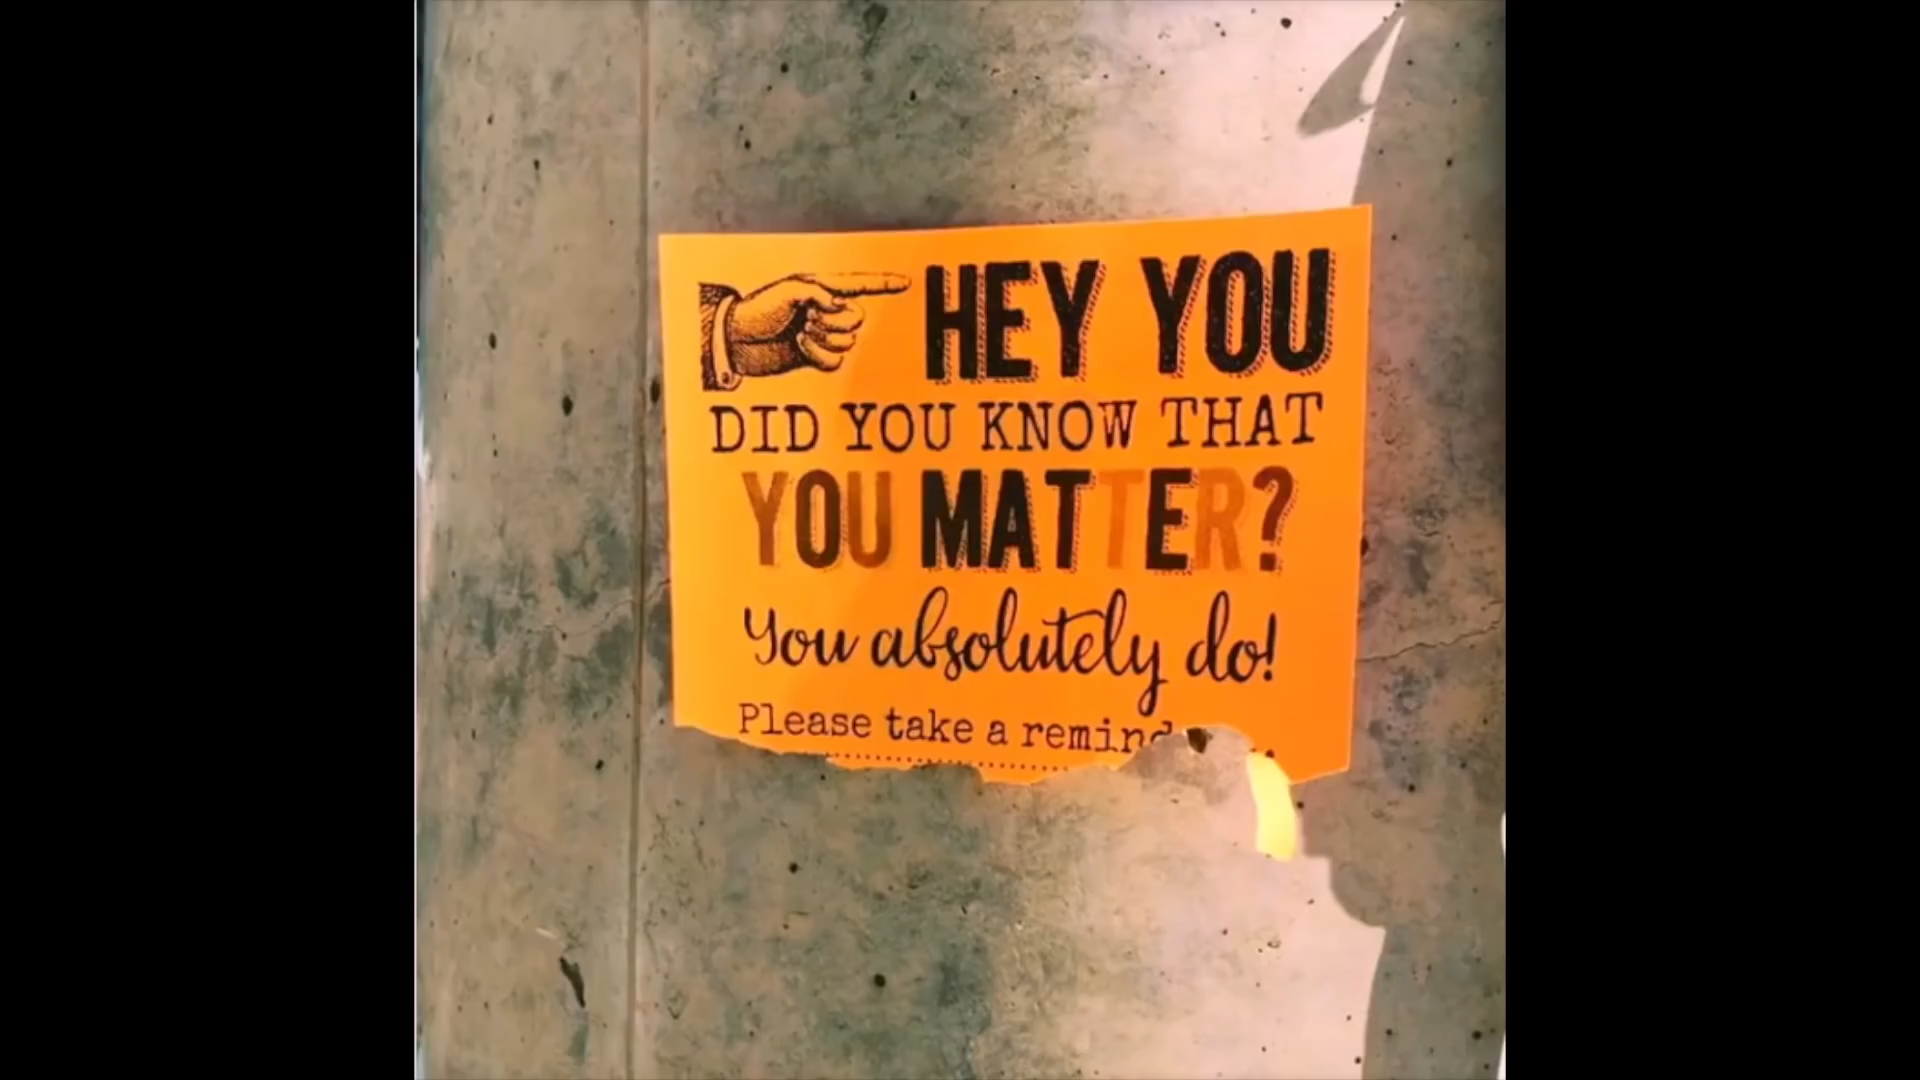 HEY YOU
DID YOU KNOW THAT
YOU MATTER?
You absolutely do!
Please take a